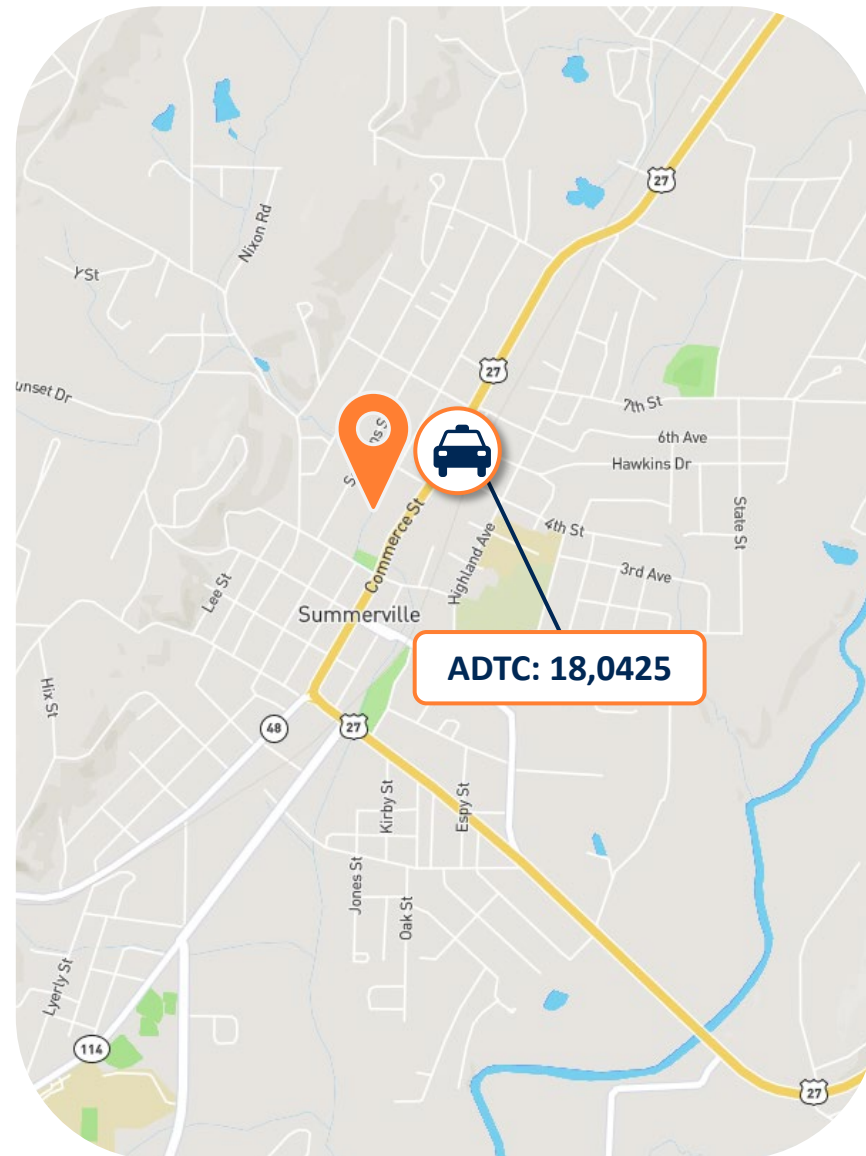 27
Nixon Rd
Y St
27
unset Dr
7th St
6th Ave
Hawkins Dr
State St
4th St
Commerce St
Highland Ave
3rd Ave
Lee St
Summerville
ADTC: 18,0425
Hix St
48
27
Kirby St
Espy St
Jones St
Oak St
Lyerly St
114
27